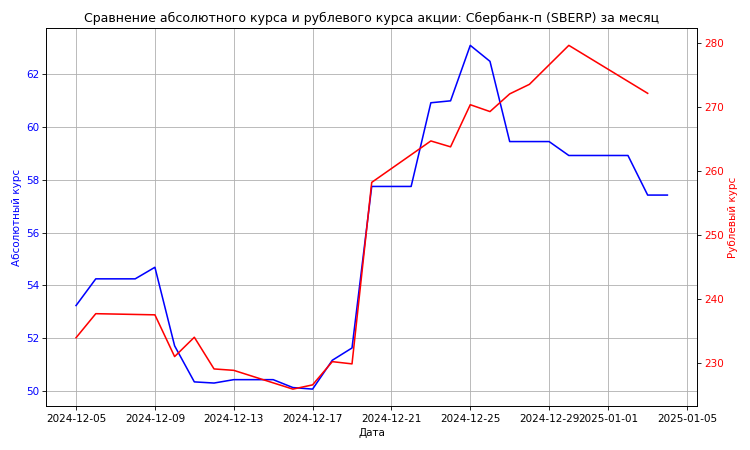 Сравнение абсолютного курса и рублевого курса акции: Сбербанк-п (SBERP) за месяц
Абсолютный курс
62
60
58
56
54
52
50
280
270
260
250
240
230
Рублевый курс
2024-12-05 2024-12-09 2024-12-13 2024-12-17 2024-12-21 2024-12-25 2024-12-29 2025-01-01 2025-01-05
Дата